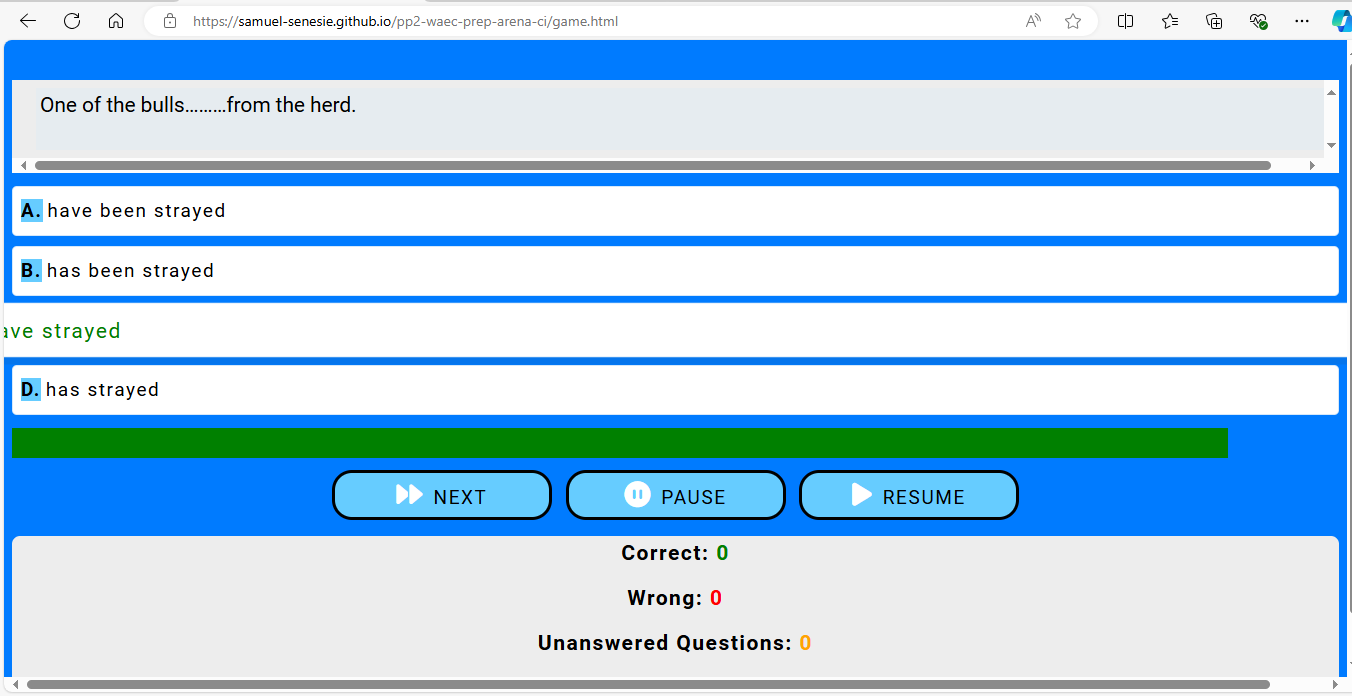 https://samuel-senesie.github.io/pp2-waec-prep-arena-ci/game.html
One of the bulls.........from the herd.
A. have been strayed
B. has been strayed
ave strayed
D. has strayed
NEXT
PAUSE
RESUME
Correct: 0
Wrong: 0
Unanswered Questions: 0